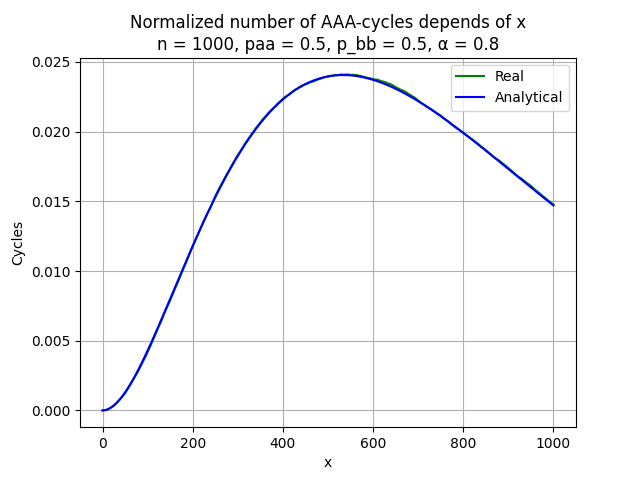 Normalized number of AAA-cycles depends of x
n = 1000, paa = 0.5, p_bb = 0.5, α = 0.8
Real
Analytical
0.025
0.020
0.015
0.010
0.005
0.000
Cycles
0 200 400 600 800 1000
x